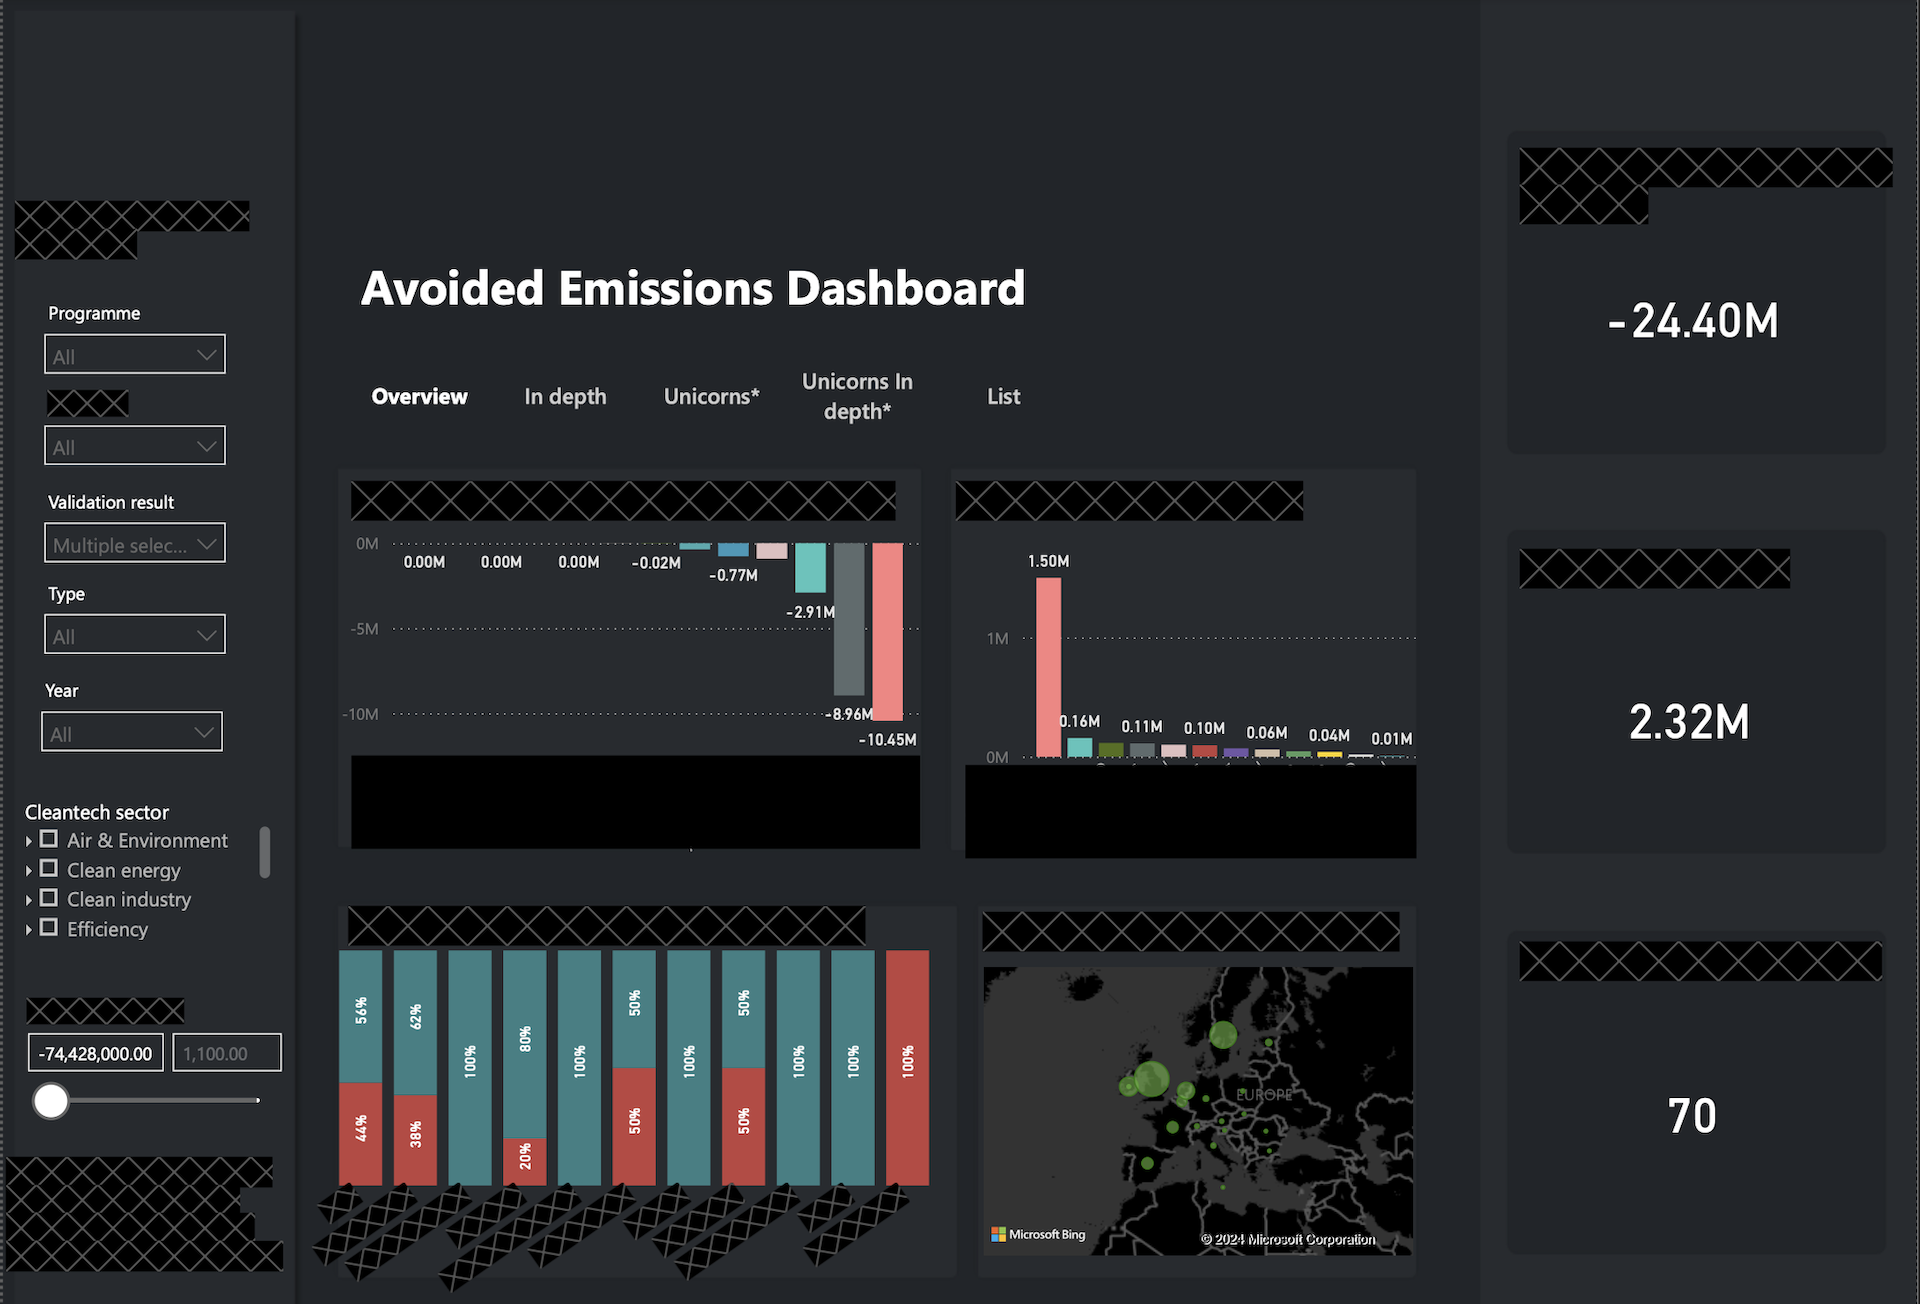 Programme
All
All
Validation result
Multiple selec...
Type
All
Year
All
Cleantech sector
Air & Environment
Clean energy
Clean industry
Efficiency
-74,428,000.00
1,100.00
Avoided Emissions Dashboard
Overview
In depth
Unicorns*
Unicorns In
depth*
List
0M
0.00M
0.00M
0.00M
-0.02M
-0.77M
-2.91M
-5M
-8.96M
-10M
-10.45M
1.50M
1M
0.16M
0.11M
0.10M
0.06M
0.04M
0.01M
0M
56%
62%
100%
80%
100%
50%
100%
50%
100%
100%
100%
44%
38%
20%
50%
50%
EUROPE
Microsoft Bing
© 2024 Microsoft Corporation
-24.40M
2.32M
70